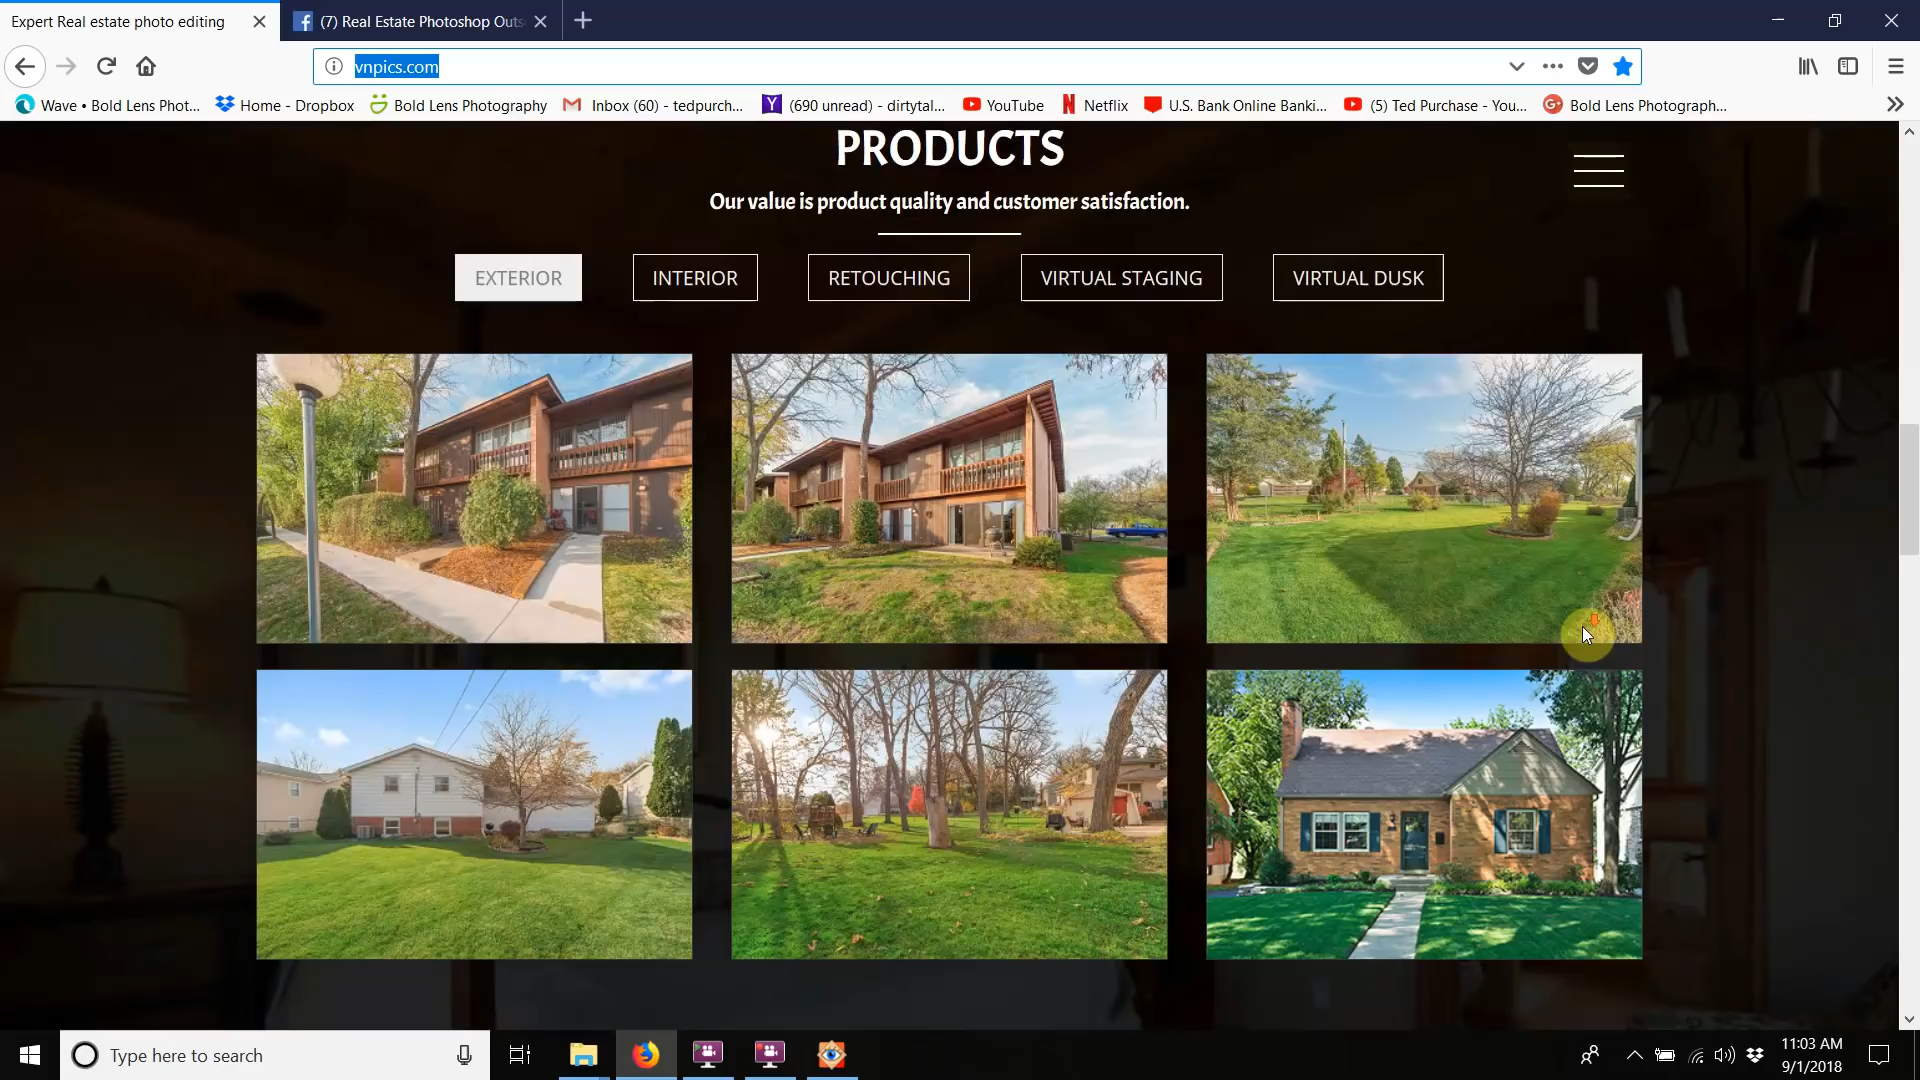 Expert Real estate photo editing
(7) Real Estate Photoshop Outs
vnpics.com
Wave • Bold Lens Phot...
Home - Dropbox
Bold Lens Photography
Inbox (60) - tedpurch...
(690 unread) - dirtytal...
YouTube
Netflix
U.S. Bank Online Banki...
(5) Ted Purchase - You...
Bold Lens Photograph...
PRODUCTS
Our value is product quality and customer satisfaction.
EXTERIOR
INTERIOR
RETOUCHING
VIRTUAL STAGING
VIRTUAL DUSK
Type here to search
11:03 AM
9/1/2018